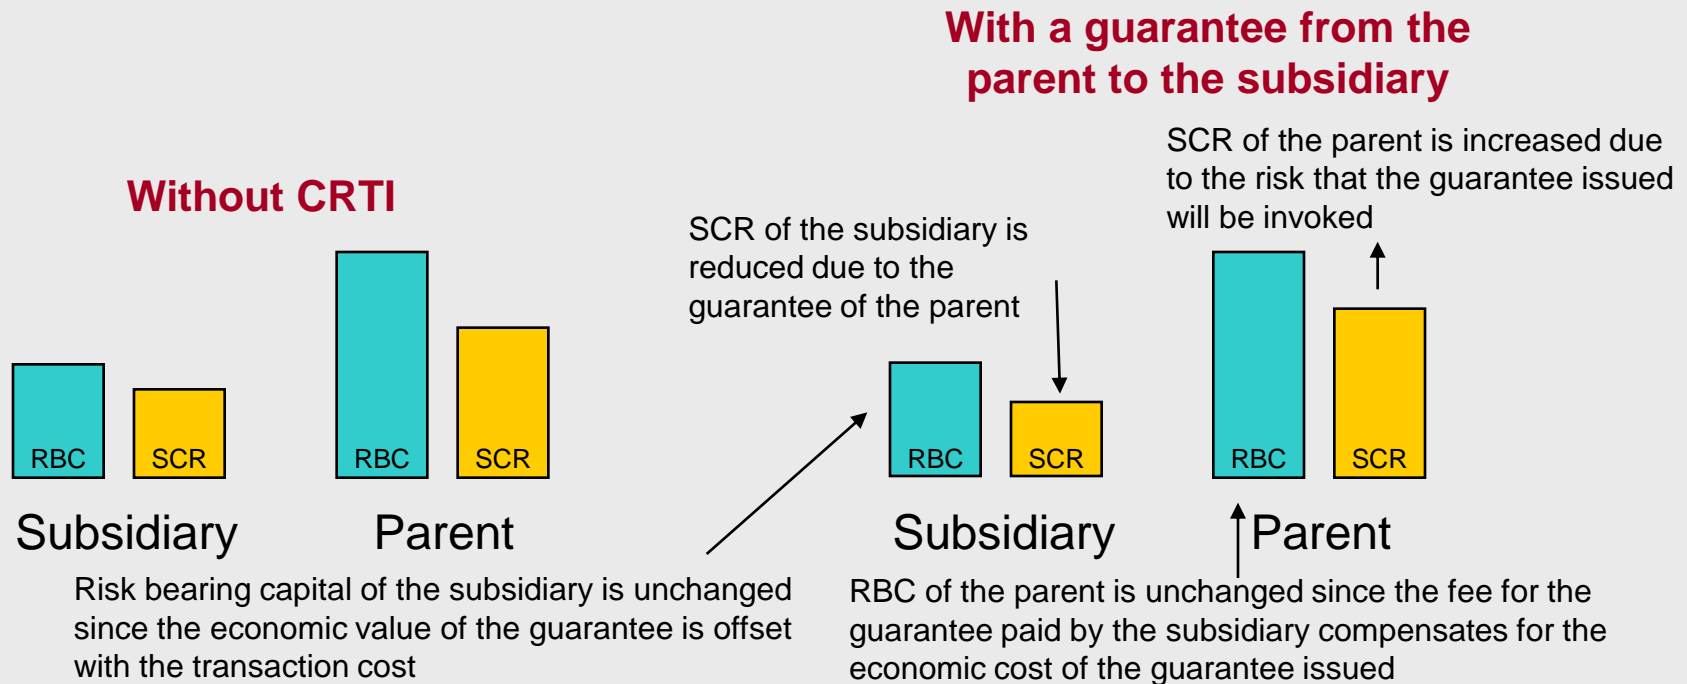 With a guarantee from the
parent to the subsidiary
Without CRTI
SCR of the parent is increased due
to the risk that the guarantee issued
will be invoked
SCR of the subsidiary is
reduced due to the
guarantee of the parent
RBC
SCR
RBC
SCR
RBC
SCR
RBC
SCR
Subsidiary
Parent
Subsidiary
Parent
Risk bearing capital of the subsidiary is unchanged
since the economic value of the guarantee is offset
with the transaction cost
RBC of the parent is unchanged since the fee for the
guarantee paid by the subsidiary compensates for the
economic cost of the guarantee issued